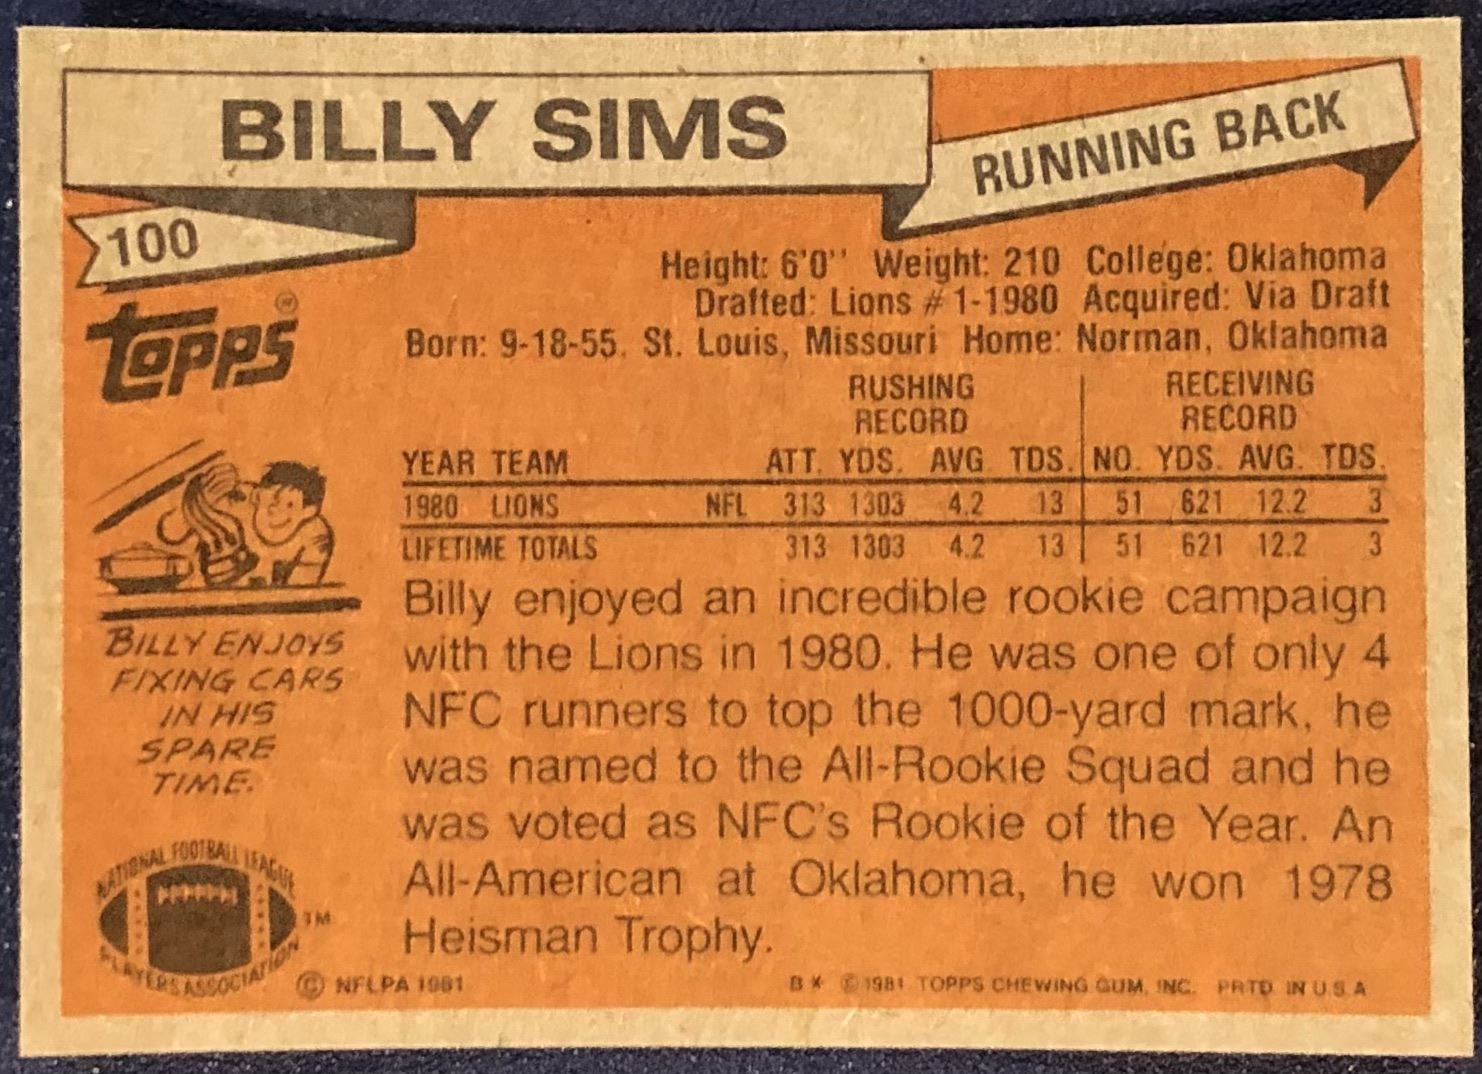 BILLY SIMS
RUNNING BACK
100
Topps®
Height: 6'0'' Weight: 210 College: Oklahoma
Drafted: Lions #1-1980 Acquired: Via Draft
Born: 9-18-55, St. Louis, Missouri Home: Norman, Oklahoma
RUSHING RECORD RECEIVING RECORD
YEAR TEAM ATT. YDS. AVG TDS. NO. YDS. AVG. TDS.
1980 LIONS NFL 313 1303 4.2 13 51 621 12.2 3
LIFETIME TOTALS 313 1303 4.2 13 51 621 12.2 3
BILLY ENJOYS
FIXING CARS
IN HIS
SPARE
TIME.
Billy enjoyed an incredible rookie campaign
with the Lions in 1980. He was one of only 4
NFC runners to top the 1000-yard mark, he
was named to the All-Rookie Squad and he
was voted as NFC's Rookie of the Year. An
All-American at Oklahoma, he won 1978
Heisman Trophy.
NATIONAL FOOTBALL LEAGUE
PLAYERS ASSOCIATION
TM
© NFLPA 1981
B* © 1981 TOPPS CHEWING GUM, INC. PRTD. IN U.S.A.